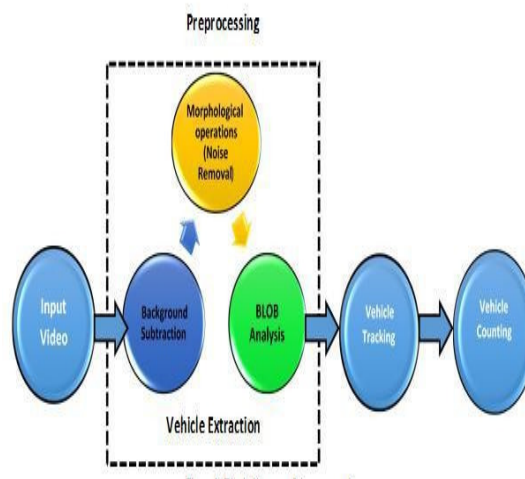 Preprocessing
Morphological
operations
(Noise
Removal)
Input
Video
Background
Subtraction
BLOB
Analysis
Vehicle
Tracking
Vehicle
Counting
Vehicle Extraction